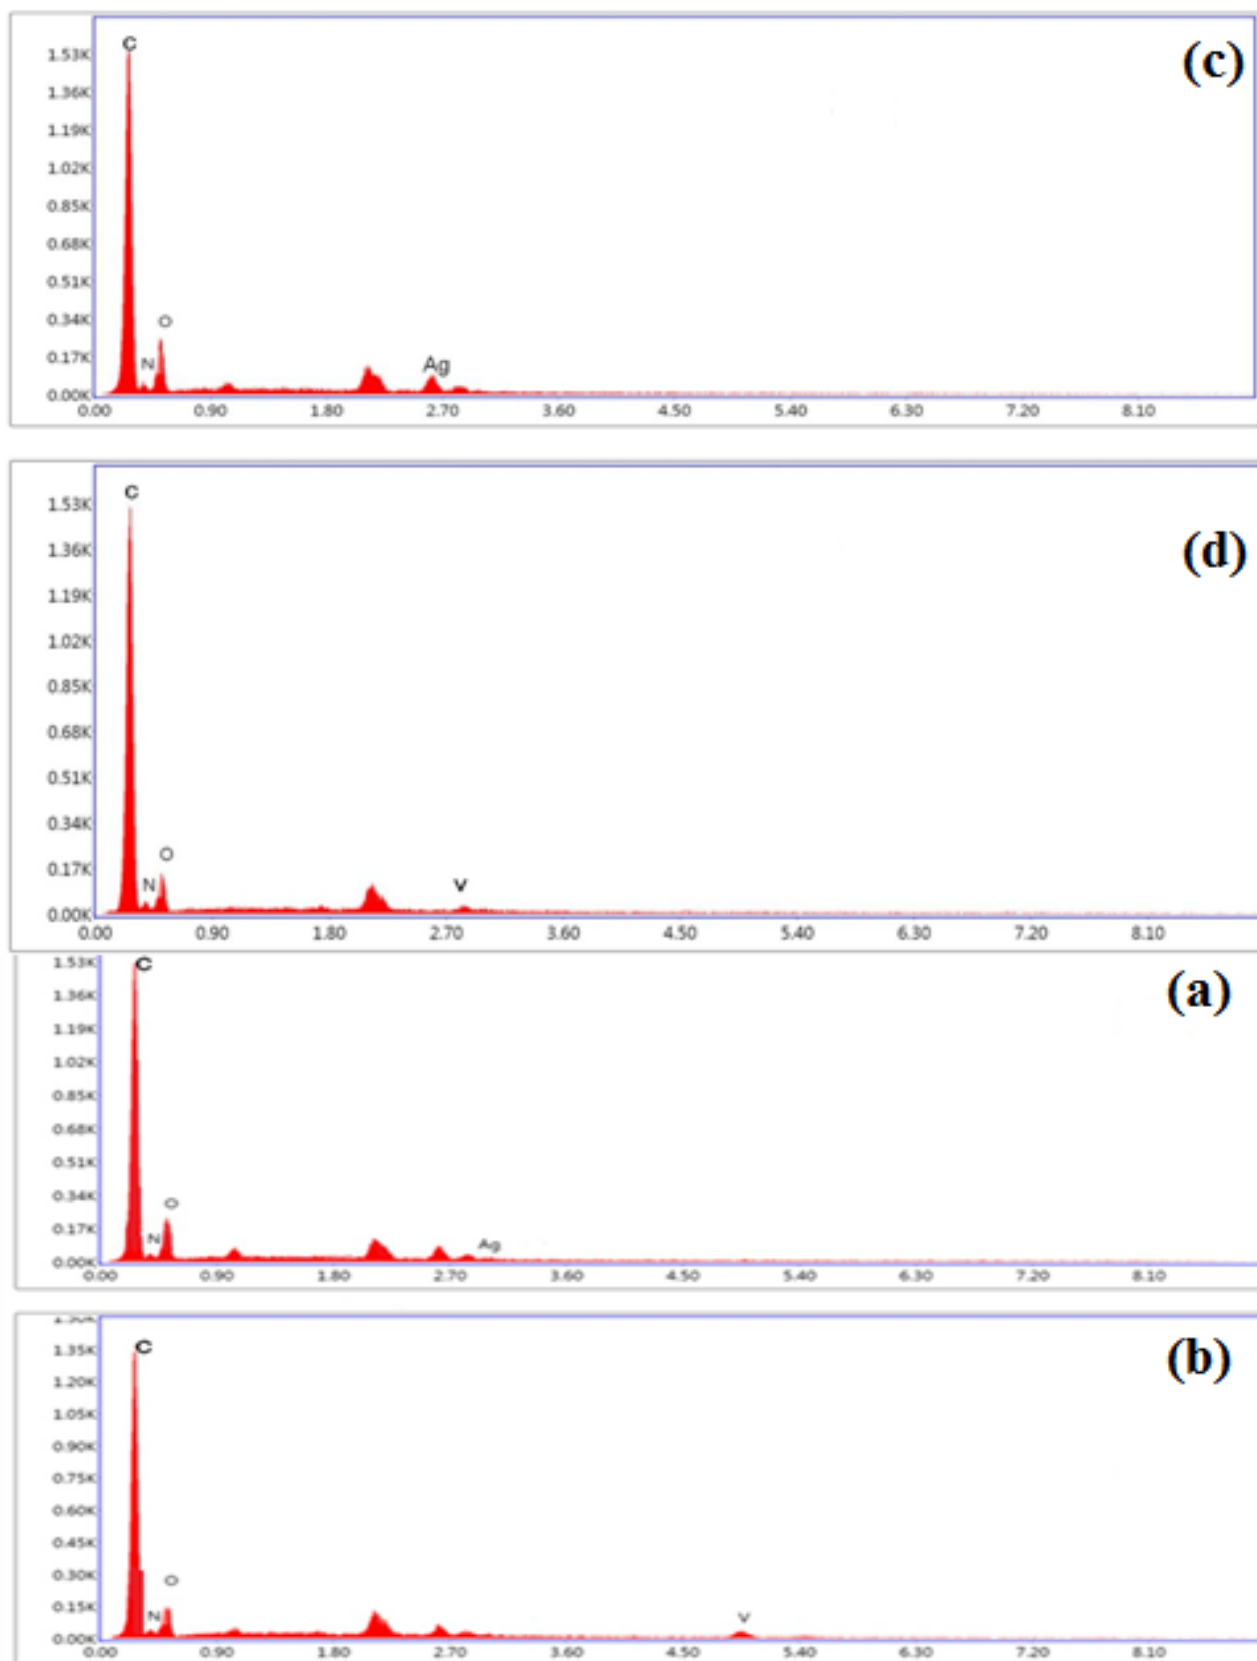 C
(c)
1.53K
1.36K
1.19K
1.02K
0.85K
0.68K
0.51K
0.34K
O
0.17K
N
Ag
0.00K
0.00 0.90 1.80 2.70 3.60 4.50 5.40 6.30 7.20 8.10
C
1.53K
(d)
1.36K
1.19K
1.02K
0.85K
0.68K
0.51K
0.34K
O
0.17K
N
V
0.00K
0.00 0.90 1.80 2.70 3.60 4.50 5.40 6.30 7.20 8.10
1.53K
C
(a)
1.36K
1.19K
1.02K
0.85K
0.68K
0.51K
0.34K
O
0.17K
N
Ag
0.00K
0.00 0.90 1.80 2.70 3.60 4.50 5.40 6.30 7.20 8.10
C
(b)
1.35K
1.20K
1.05K
0.90K
0.75K
0.60K
0.45K
0.30K
O
0.15K
N
V
0.00K
0.00 0.90 1.80 2.70 3.60 4.50 5.40 6.30 7.20 8.10